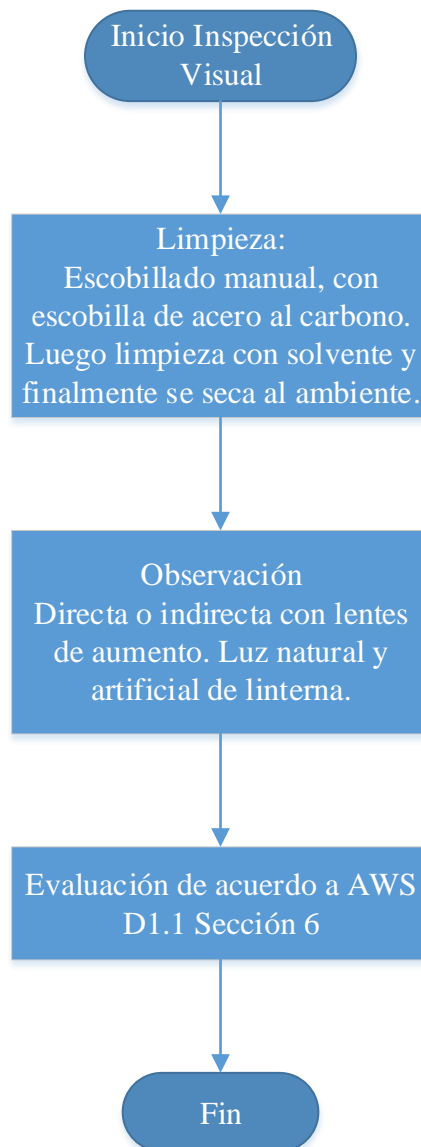 Inicio Inspección
Visual
Limpieza:
Escobillado manual, con
escobilla de acero al carbono.
Luego limpieza con solvente y
finalmente se seca al ambiente.
Observación
Directa o indirecta con lentes
de aumento. Luz natural y
artificial de linterna.
Evaluación de acuerdo a AWS
D1.1 Sección 6
Fin